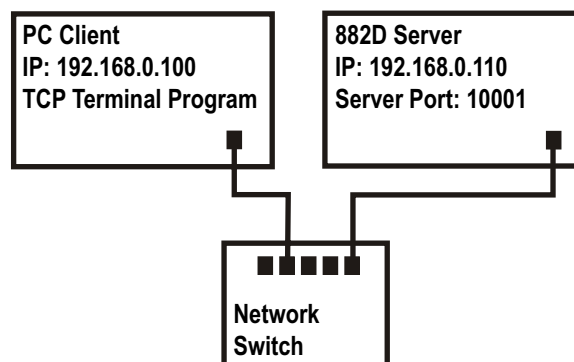 PC Client
IP: 192.168.0.100
TCP Terminal Program
882D Server
IP: 192.168.0.110
Server Port: 10001
Network
Switch